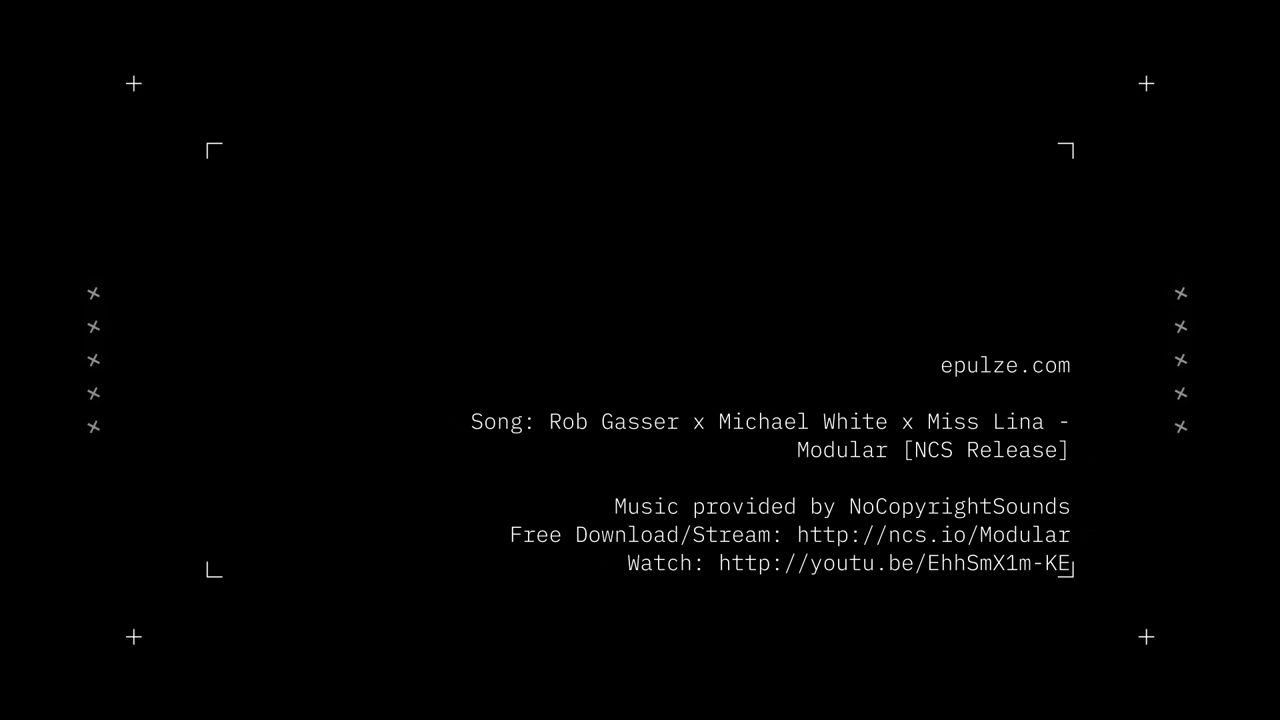 epulze.com
Song: Rob Gasser x Michael White x Miss Lina -
Modular [NCS Release]
Music provided by NoCopyrightSounds
Free Download/Stream: http://ncs.io/Modular
Watch: http://youtu.be/EhhSmX1m-KE